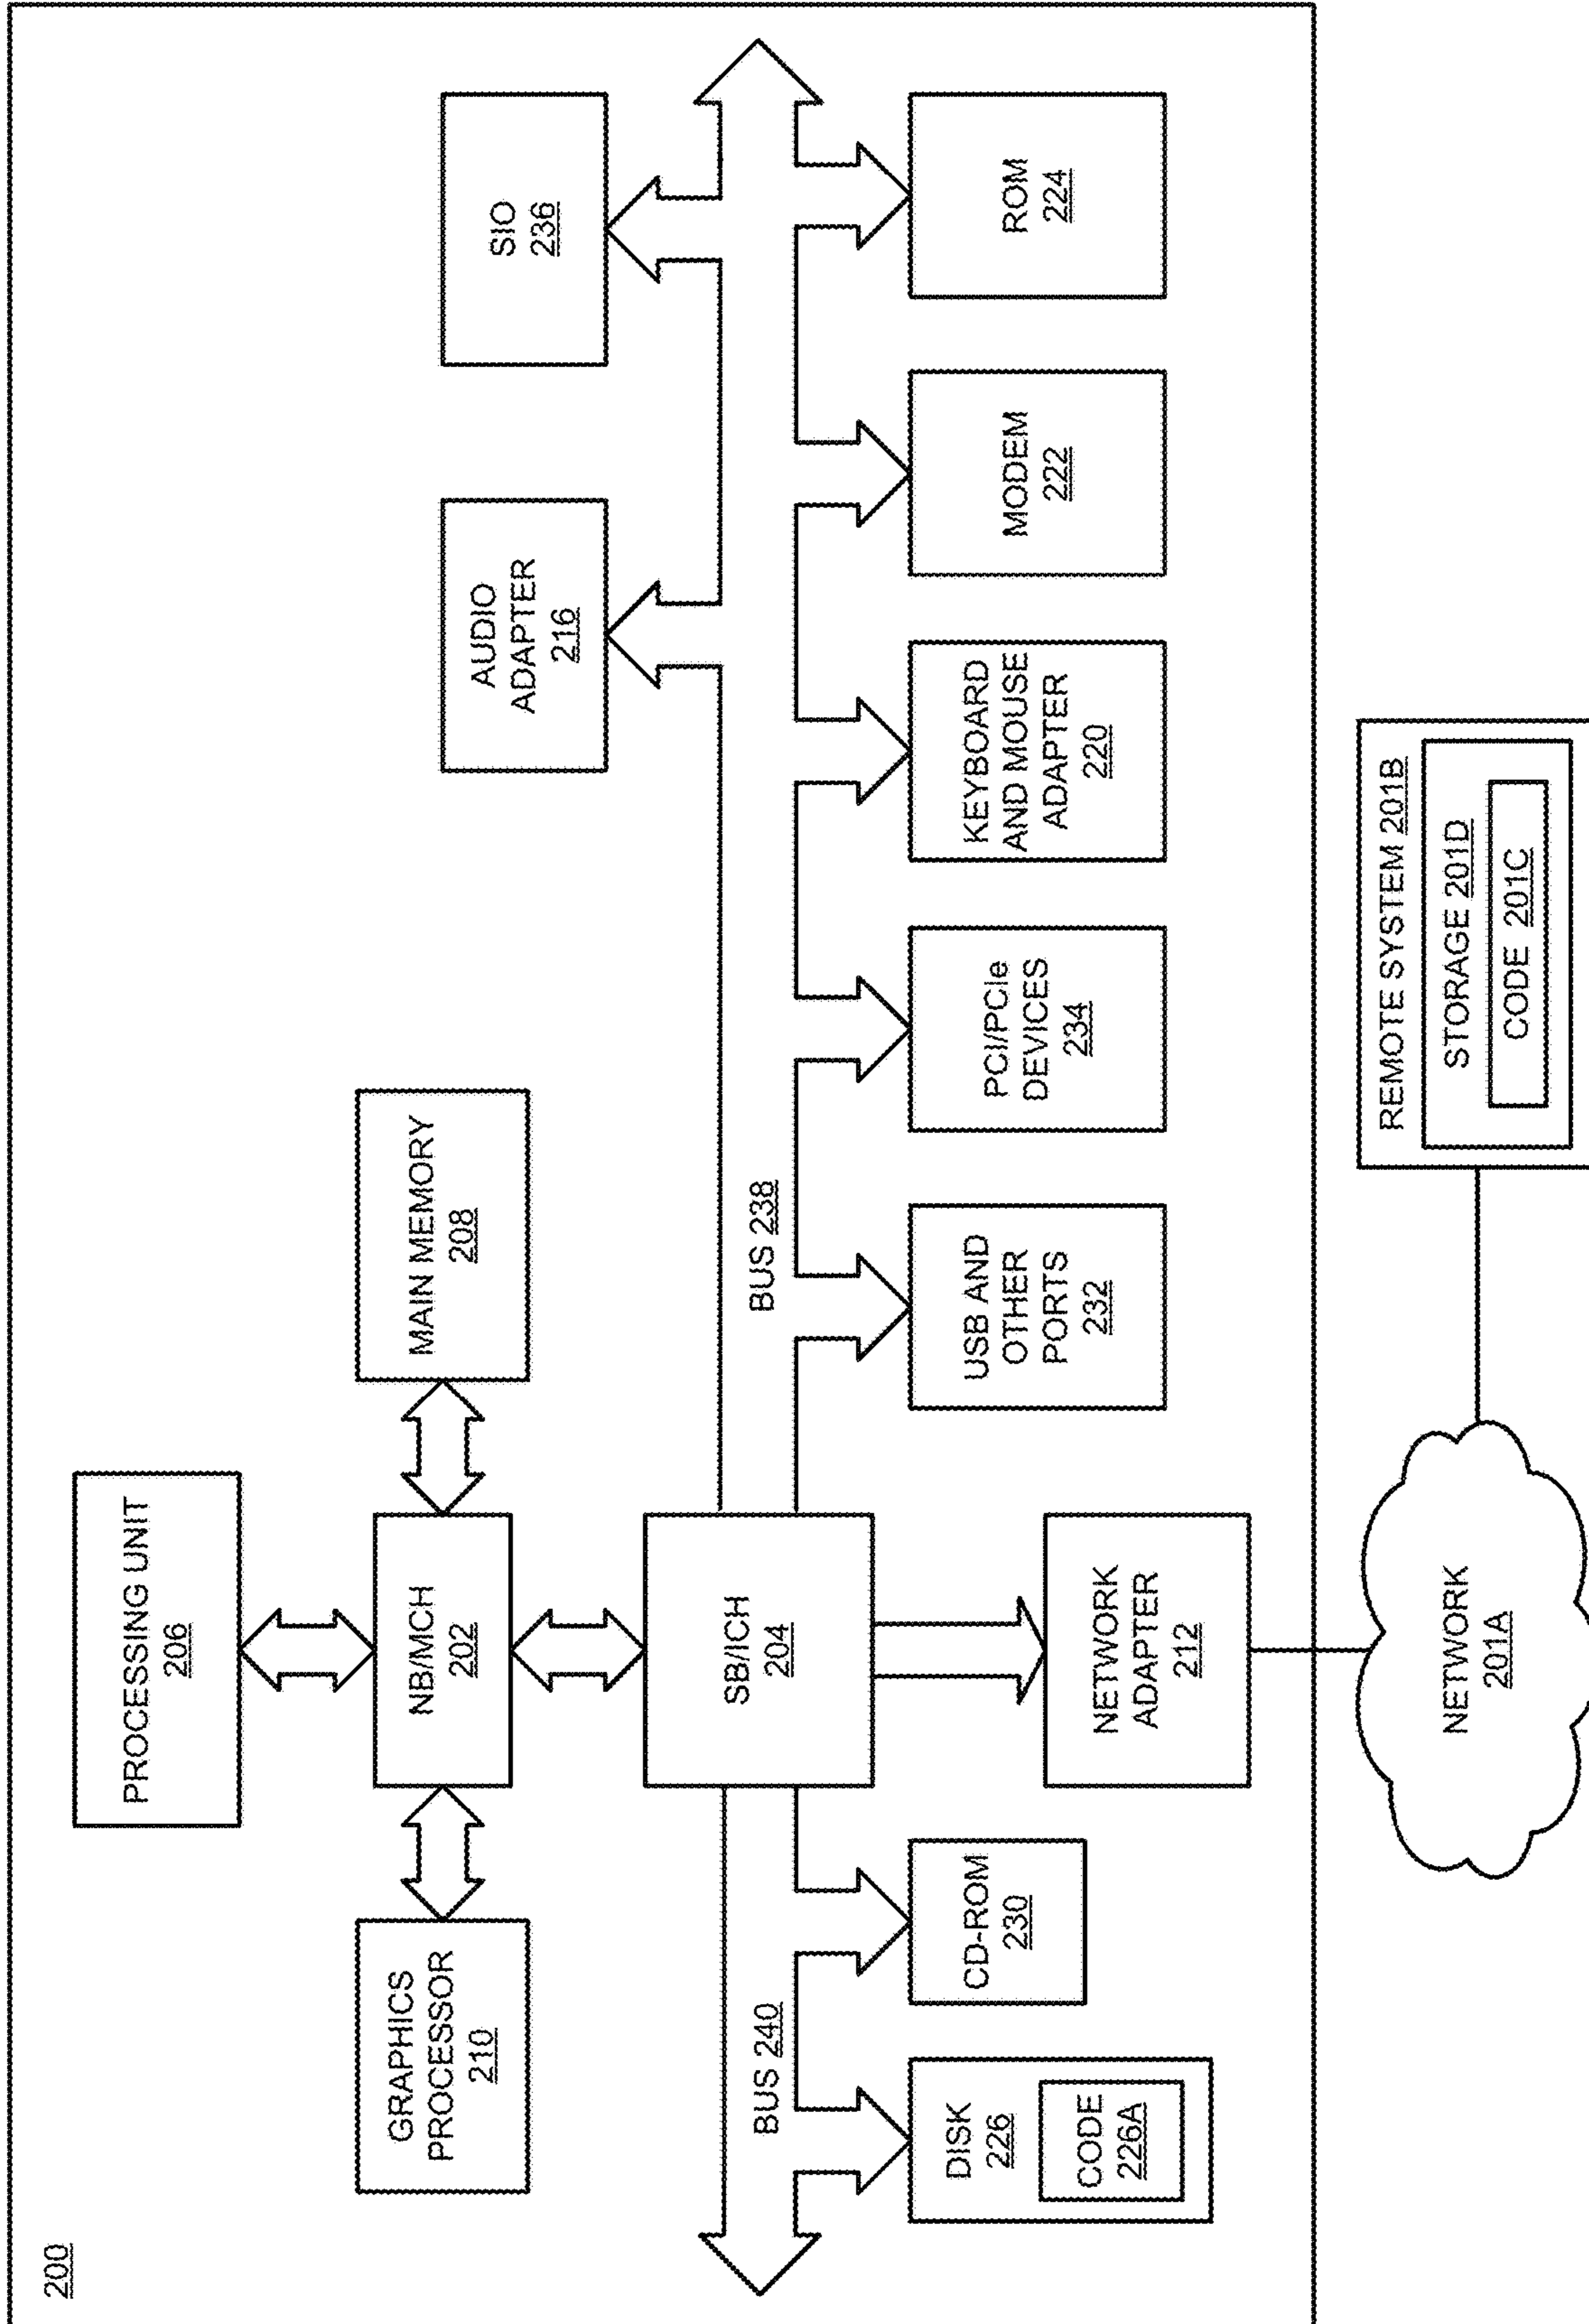 200
PROCESSING UNIT
206
GRAPHICS
PROCESSOR
210
NB/MCH
202
MAIN MEMORY
208
AUDIO
ADAPTER
216
SIO
236
SB/ICH
204
BUS 240
BUS 238
DISK
226
CODE
226A
CD-ROM
230
NETWORK
ADAPTER
212
USB AND
OTHER
PORTS
232
PCI/PCIe
DEVICES
234
KEYBOARD
AND MOUSE
ADAPTER
220
MODEM
222
ROM
224
NETWORK
201A
REMOTE SYSTEM 201B
STORAGE 201D
CODE 201C